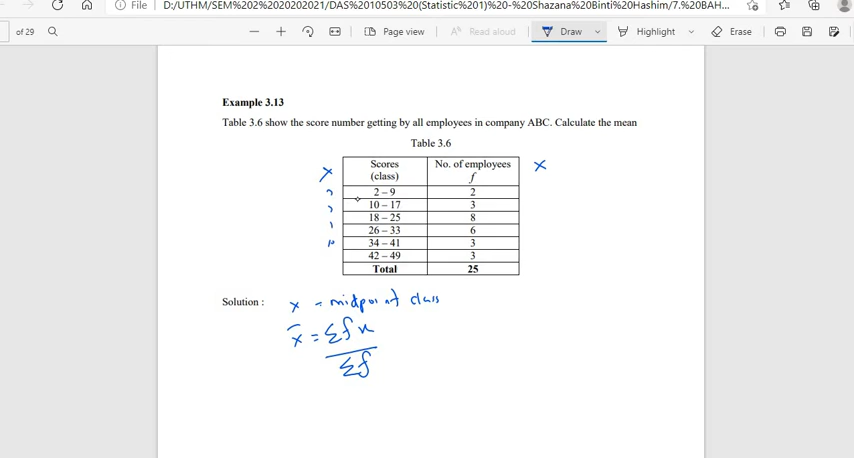 File D:/UTHM/SEM%202%2020202021/DAS%2010503%20(Statistic%201)%20-%20Shazana%20Binti%20Hashim/7.%20BAH...
of 29 Page view Read aloud Draw Highlight Erase
Example 3.13
Table 3.6 show the score number getting by all employees in company ABC. Calculate the mean
Table 3.6
x Scores (class) No. of employees f x
2 – 9 2
10 – 17 3
18 – 25 8
26 – 33 6
34 – 41 3
42 – 49 3
Total 25
Solution : x = midpoint class
x̄ = Σfx
Σf